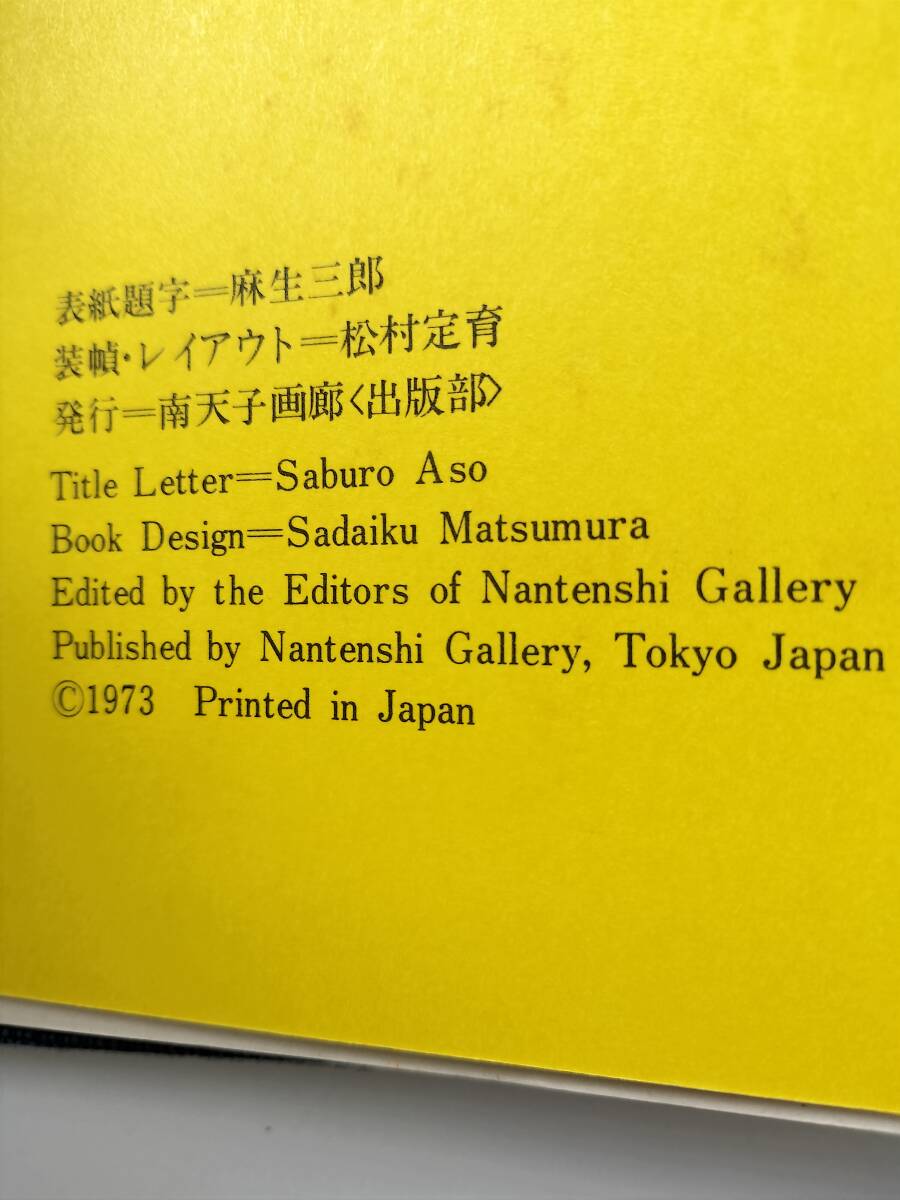 表紙題字＝麻生三郎
装幀・レイアウト＝松村定育
発行＝南天子画廊〈出版部〉
Title Letter＝Saburo Aso
Book Design＝Sadaiku Matsumura
Edited by the Editors of Nantenshi Gallery
Published by Nantenshi Gallery, Tokyo Japan
©1973 Printed in Japan